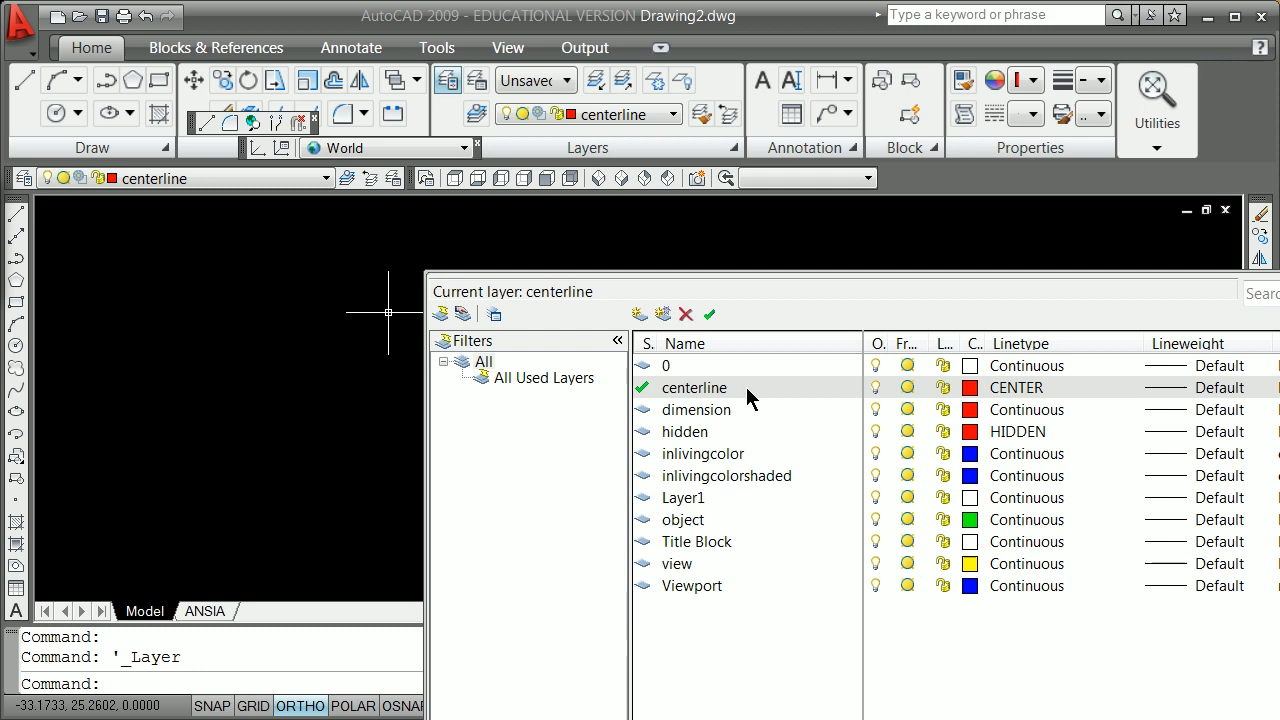 AutoCAD 2009 - EDUCATIONAL VERSION Drawing2.dwg
Type a keyword or phrase
Home Blocks & References Annotate Tools View Output
Unsavec
centerline
Utilities
World
Draw Layers Annotation Block Properties
centerline
Current layer: centerline
Searc
Filters
All
All Used Layers
S. Name O. Fr... L... C.. Linetype Lineweight
0 Continuous Default
centerline CENTER Default
dimension Continuous Default
hidden HIDDEN Default
inlivingcolor Continuous Default
inlivingcolorshaded Continuous Default
Layer1 Continuous Default
object Continuous Default
Title Block Continuous Default
view Continuous Default
Viewport Continuous Default
Model ANSIA
Command:
Command: '_Layer
Command:
-33.1733, 25.2602, 0.0000 SNAP GRID ORTHO POLAR OSNA